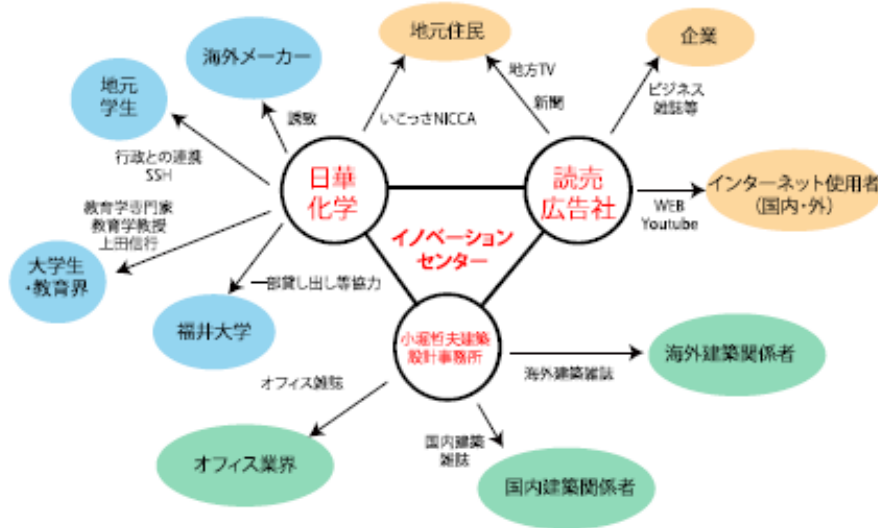 海外メーカー
地元住民
企業
地元
学生
誘致
いこっさNICCA
地方TV
新聞
ビジネス
雑誌等
行政との連携
SSH
日華
化学
読売
広告社
インターネット使用者
(国内・外)
WEB
Youtube
教育学専門家
教育学教授
上田信行
イノベーション
センター
大学生
・教育界
一部貸し出し等協力
福井大学
小堀哲夫建築
設計事務所
海外建築関係者
海外建築雑誌
オフィス雑誌
国内建築
雑誌
オフィス業界
国内建築関係者